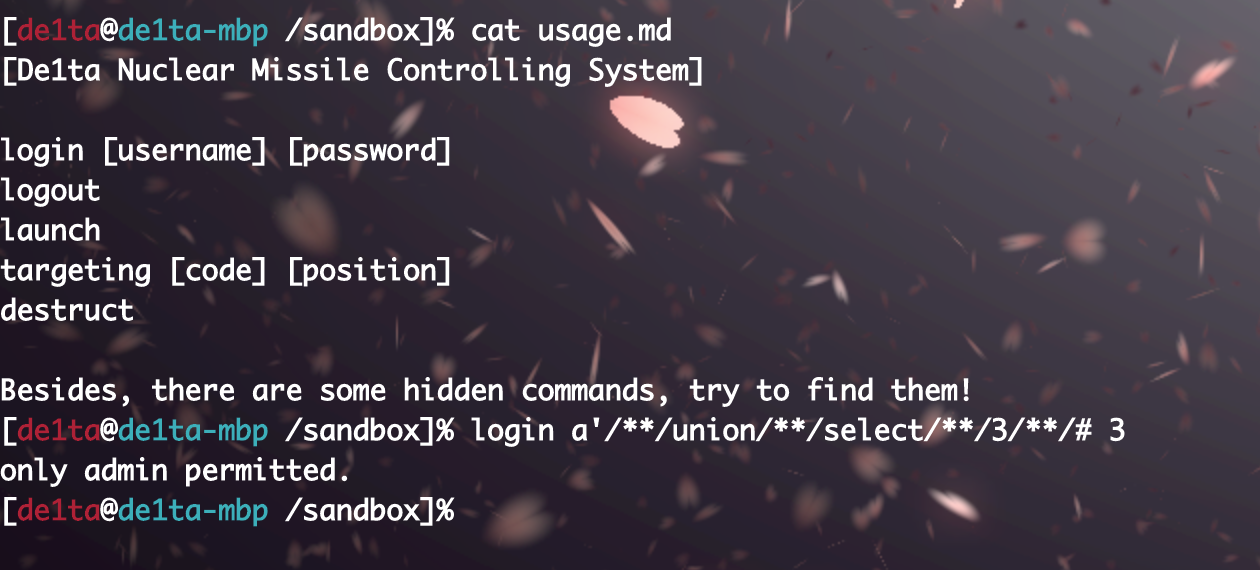 [de1ta@de1ta-mbp /sandbox]% cat usage.md
[De1ta Nuclear Missile Controlling System]
login [username] [password]
logout
launch
targeting [code] [position]
destruct
Besides, there are some hidden commands, try to find them!
[de1ta@de1ta-mbp /sandbox]% login a'/**/union/**/select/**/3/**/# 3
only admin permitted.
[de1ta@de1ta-mbp /sandbox]%